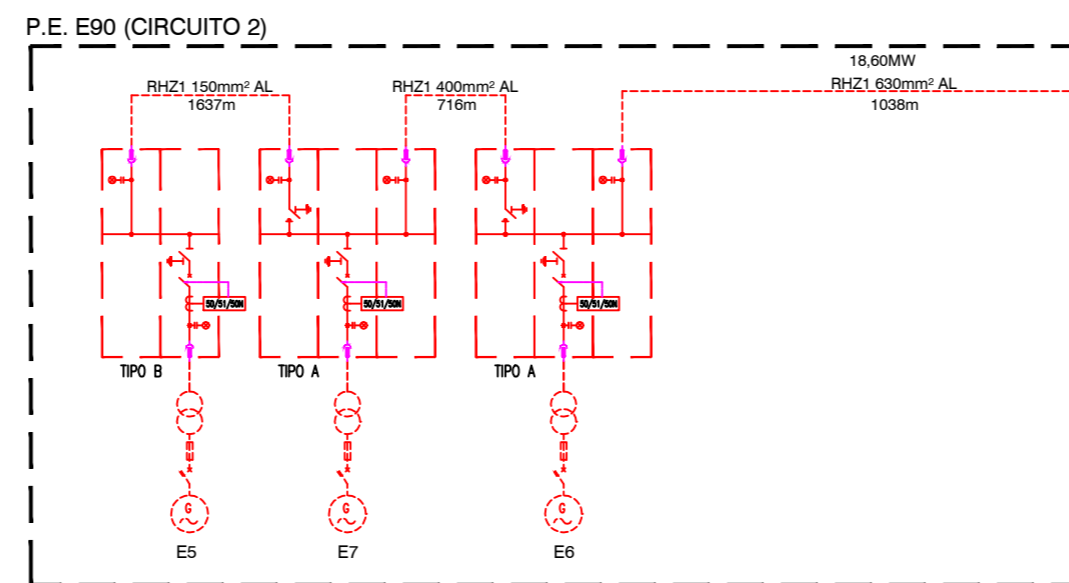 P.E. E90 (CIRCUITO 2)
18,60MW
RHZ1 150mm² AL
1637m
RHZ1 400mm² AL
716m
RHZ1 630mm² AL
1038m
50/51/50N
50/51/50N
50/51/50N
TIPO B
TIPO A
TIPO A
G
G
G
E5
E7
E6